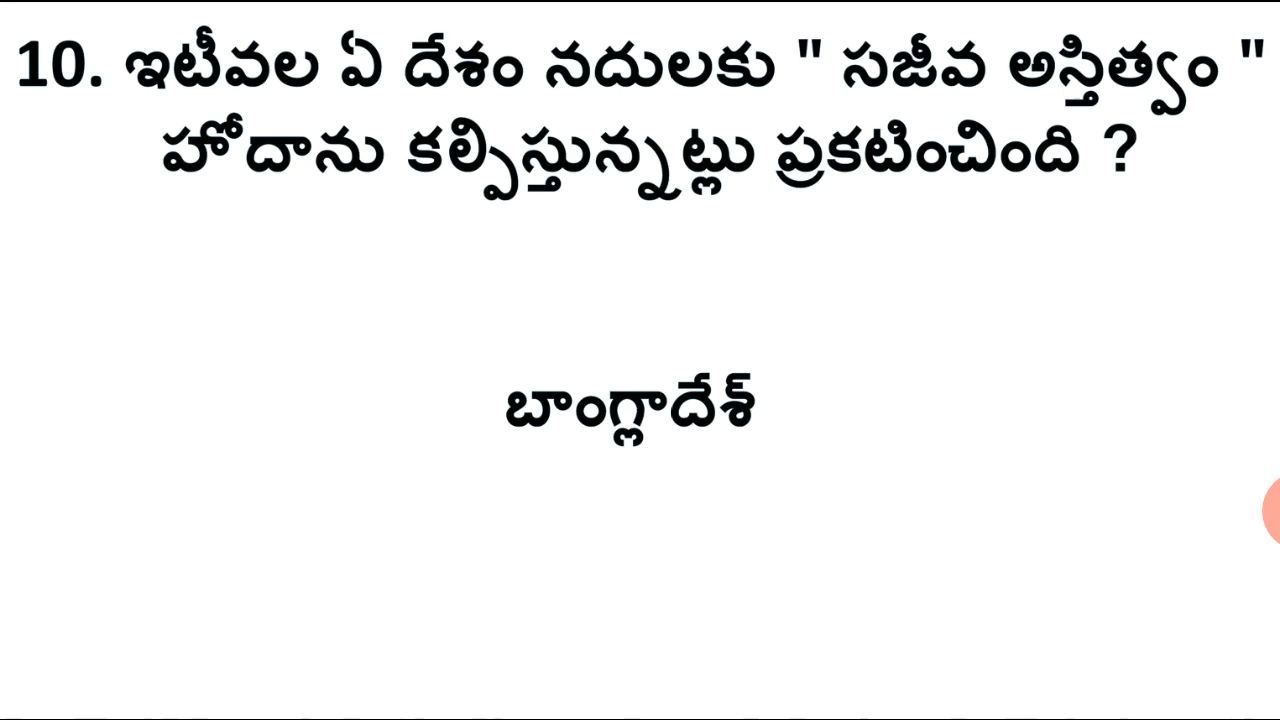 10. ఇటీవల ఏ దేశం నదులకు " సజీవ అస్తిత్వం "
హోదాను కల్పిస్తున్నట్లు ప్రకటించింది ?
బాంగ్లాదేశ్